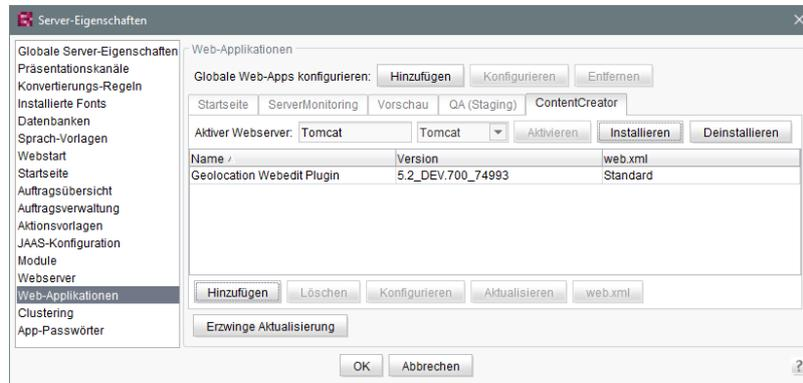 Server-Eigenschaften
Globale Server-Eigenschaften
Präsentationskanäle
Konvertierungs-Regeln
Installierte Fonts
Datenbanken
Sprach-Vorlagen
Webstart
Startseite
Auftragsübersicht
Auftragsverwaltung
Aktionsvorlagen
JAAS-Konfiguration
Module
Webserver
Web-Applikationen
Clustering
App-Passwörter
Web-Applikationen
Globale Web-Apps konfigurieren: Hinzufügen Konfigurieren Entfernen
Startseite ServerMonitoring Vorschau QA (Staging) ContentCreator
Aktiver Webserver: Tomcat Tomcat Aktivieren Installieren Deinstallieren
Name Version web.xml
Geolocation Webedit Plugin 5.2_DEV.700_74993 Standard
Hinzufügen Löschen Konfigurieren Aktualisieren web.xml
Erzwinge Aktualisierung
OK Abbrechen ?